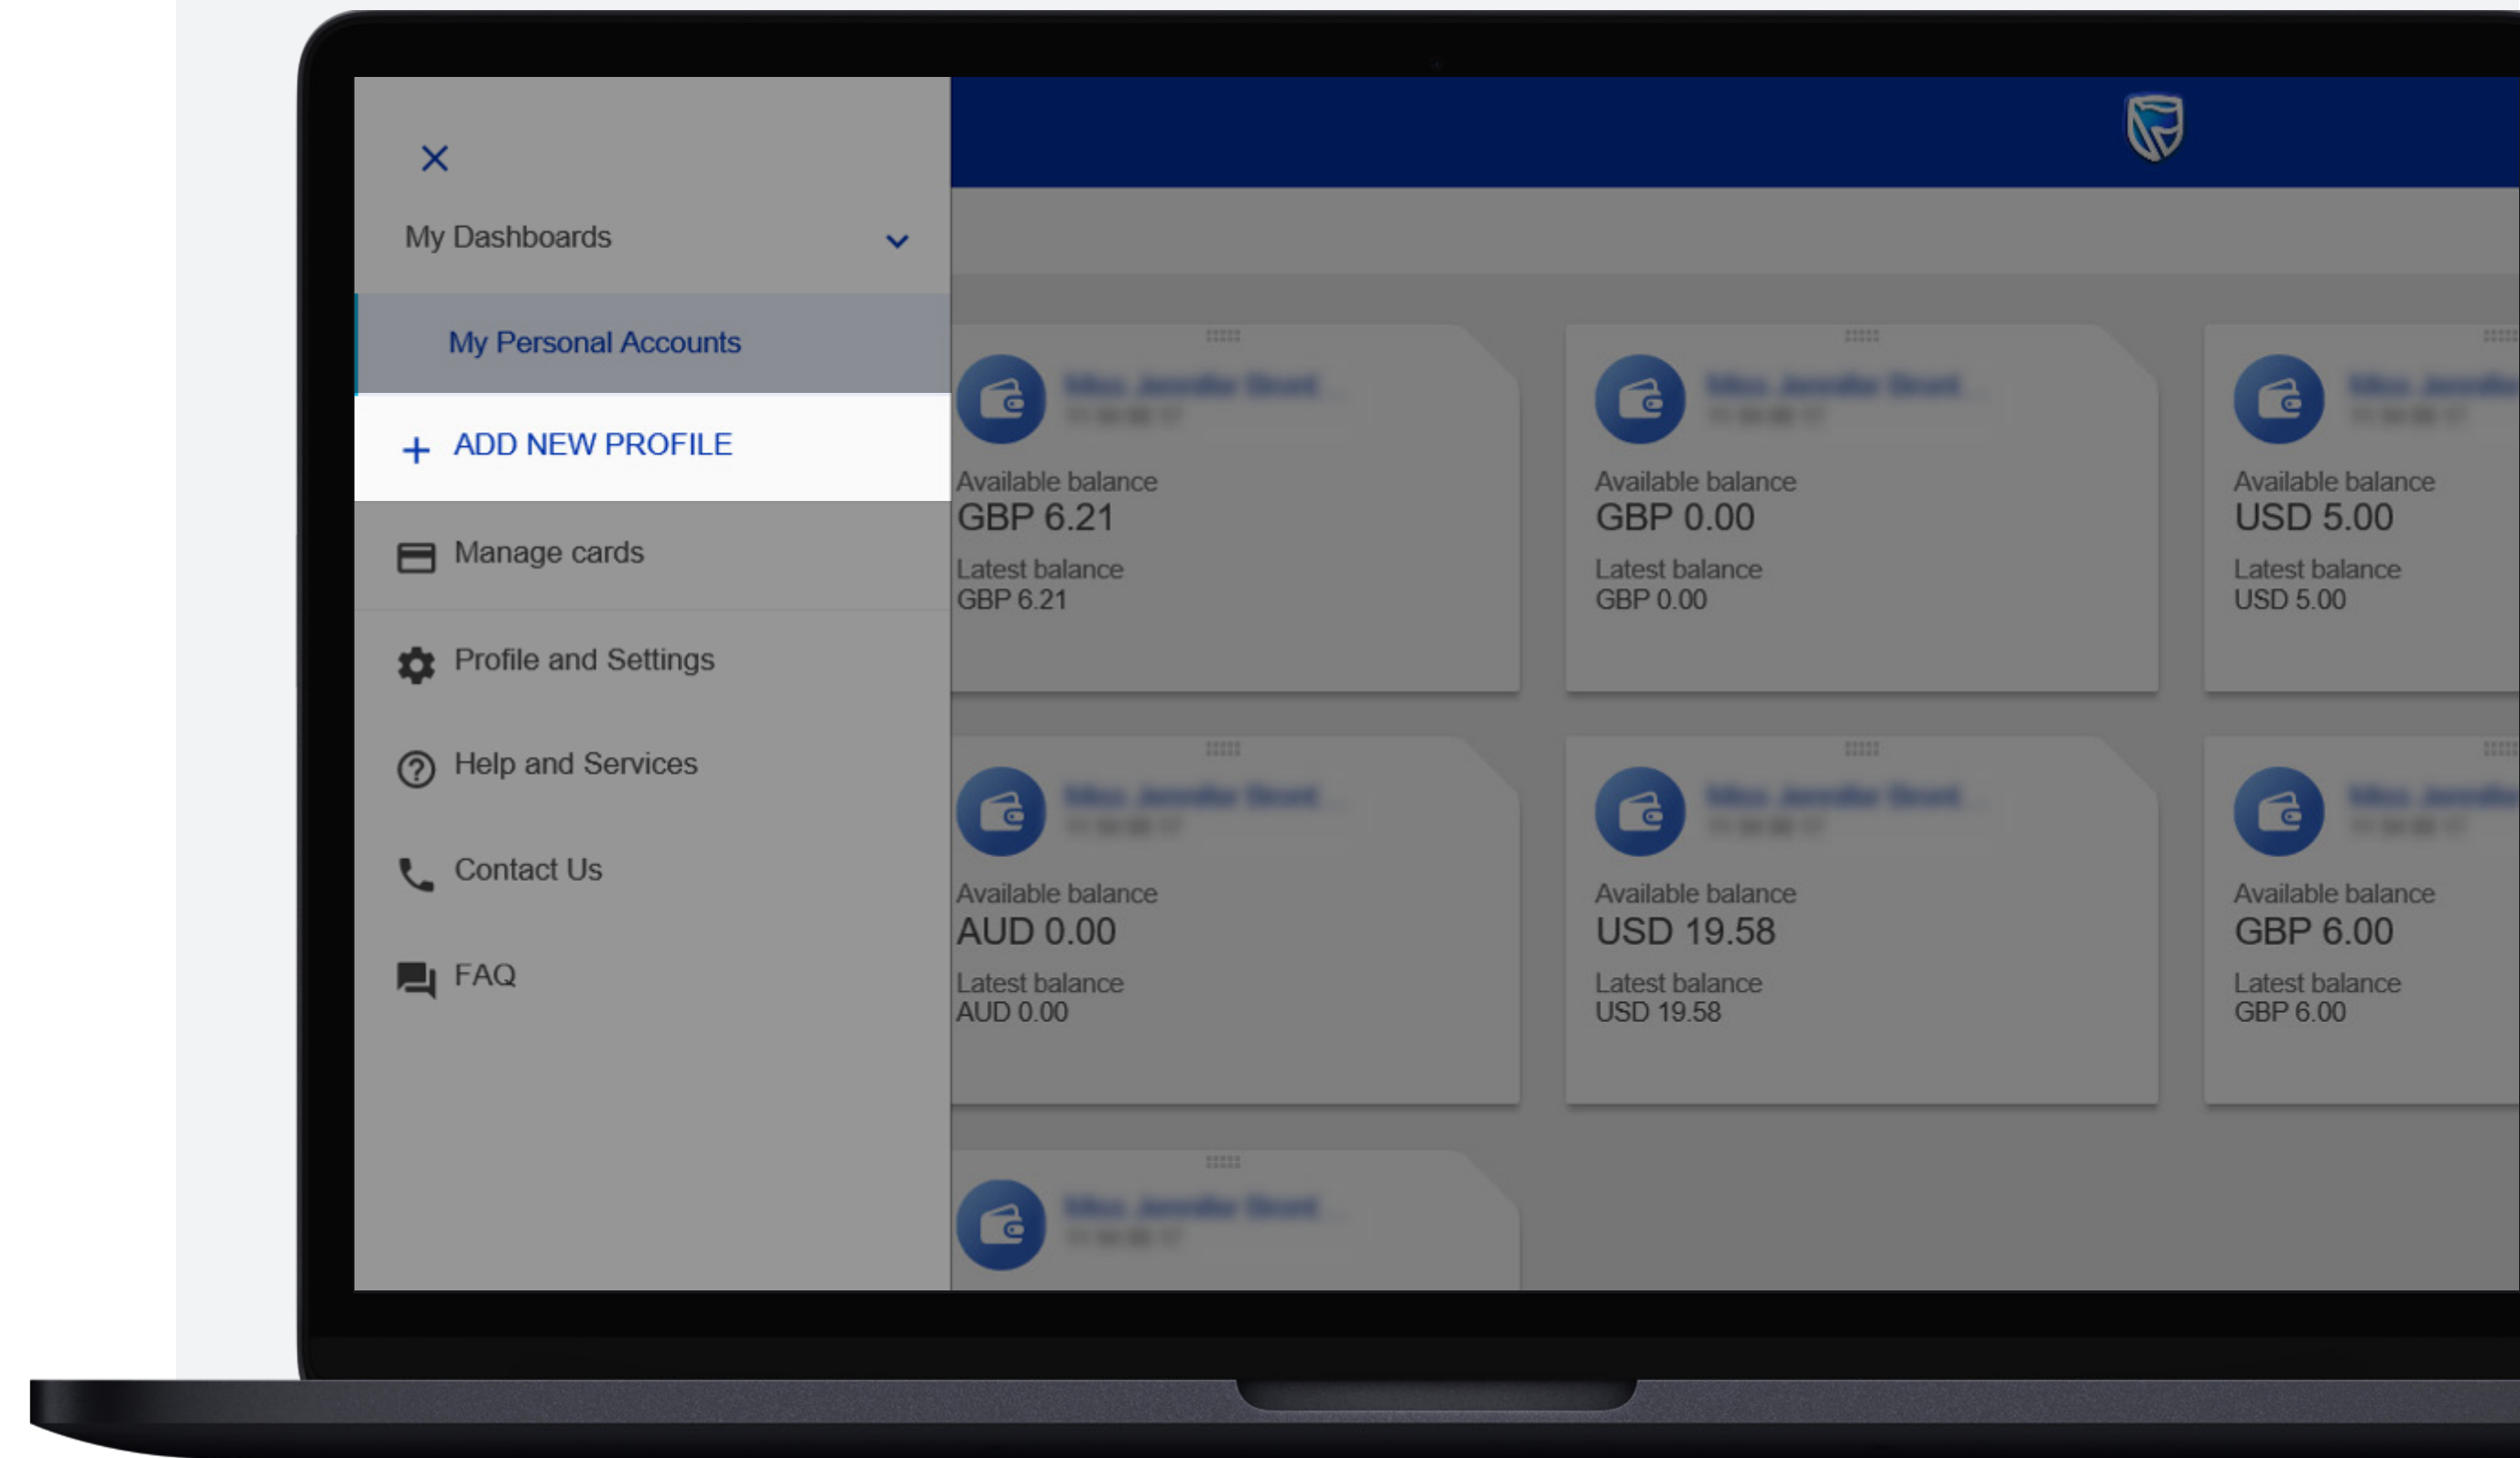 My Dashboards
My Personal Accounts
ADD NEW PROFILE
Manage cards
Profile and Settings
Help and Services
Contact Us
FAQ
Available balance
GBP 6.21
Latest balance
GBP 6.21
Available balance
GBP 0.00
Latest balance
GBP 0.00
Available balance
USD 5.00
Latest balance
USD 5.00
Available balance
AUD 0.00
Latest balance
AUD 0.00
Available balance
USD 19.58
Latest balance
USD 19.58
Available balance
GBP 6.00
Latest balance
GBP 6.00